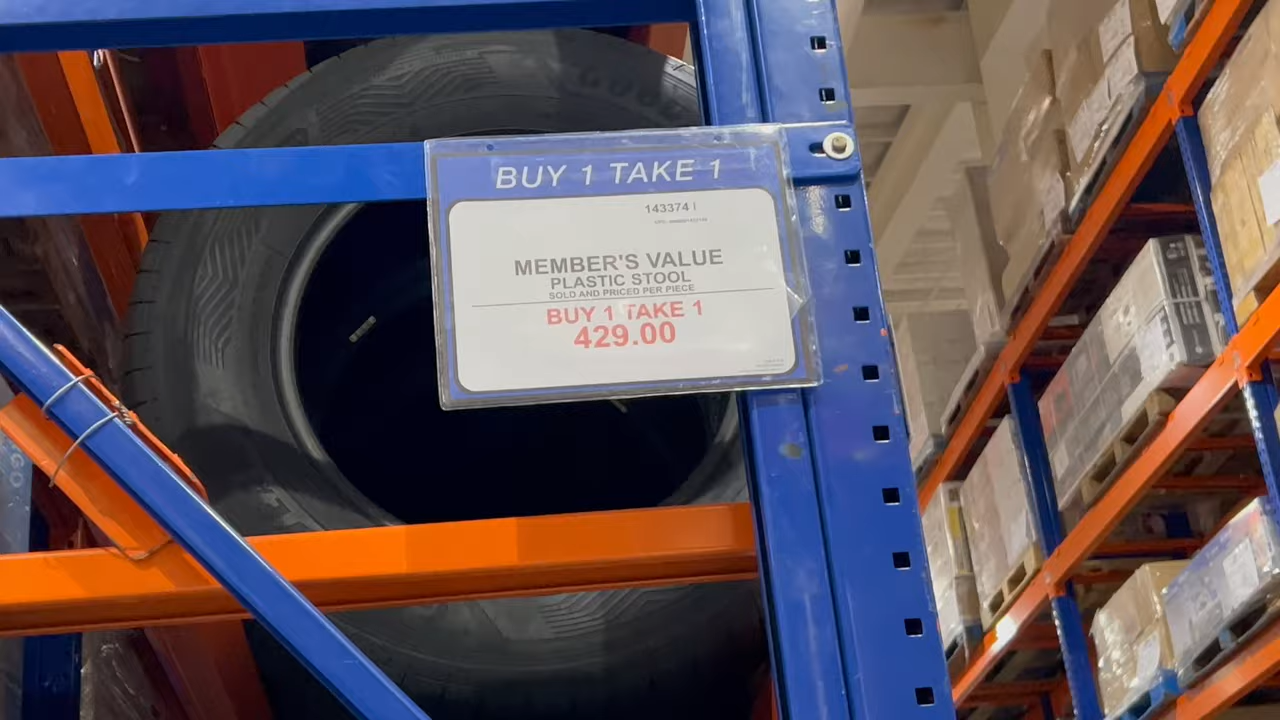 BUY 1 TAKE 1
143374 I
MEMBER'S VALUE
PLASTIC STOOL
SOLD AND PRICED PER PIECE
BUY 1 TAKE 1
429.00